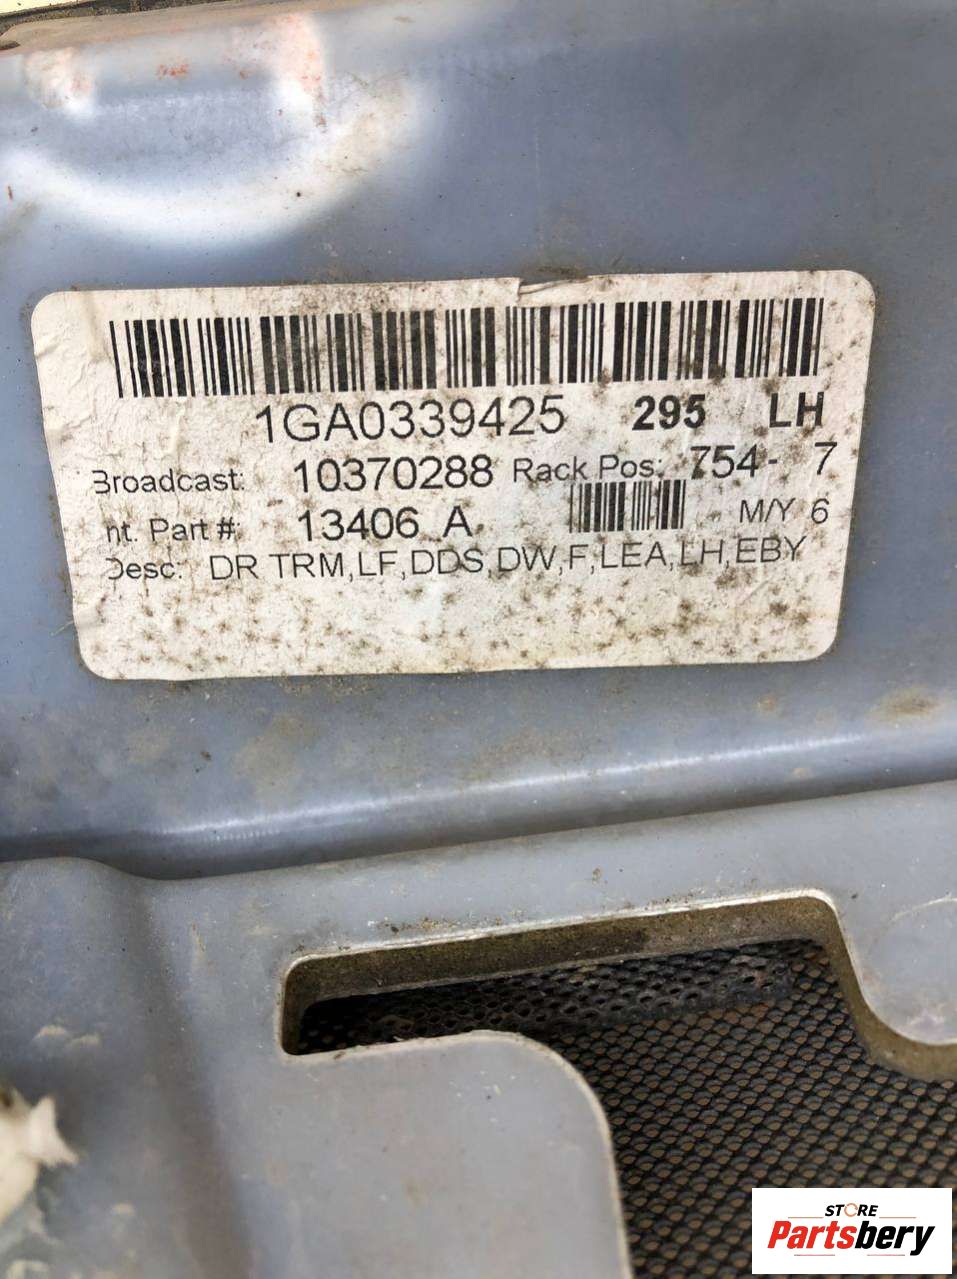 1GA0339425 295 LH
Broadcast: 10370288 Rack Pos: 754- 7
nt. Part #: 13406 A M/Y 6
Desc: DR TRM,LF,DDS,DW,F,LEA,LH,EBY
STORE
Partsbery